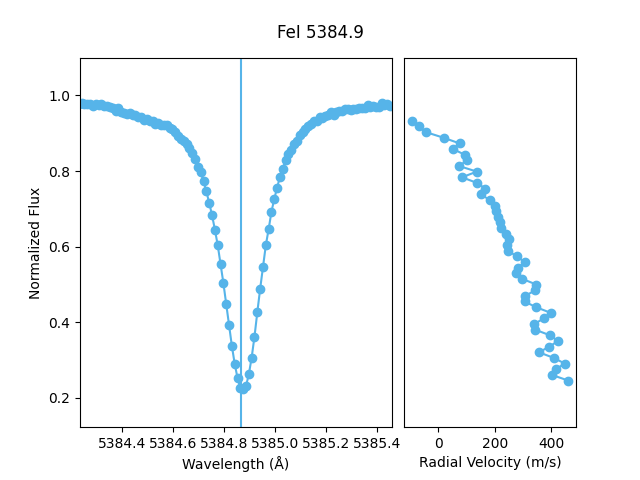 FeI 5384.9
1.0
0.8
0.6
0.4
0.2
Normalized Flux
5384.4 5384.6 5384.8 5385.0 5385.2 5385.4
Wavelength (Å)
0 200 400
Radial Velocity (m/s)